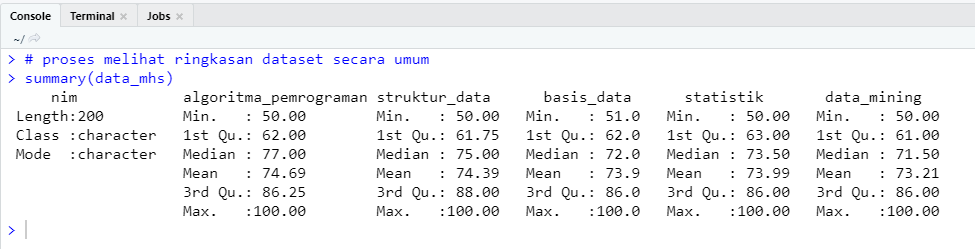 Console Terminal Jobs
~/
> # proses melihat ringkasan dataset secara umum
> summary(data_mhs)
     nim            algoritma_pemrograman struktur_data     basis_data      statistik       data_mining
 Length:200         Min.   : 50.00        Min.   : 50.00   Min.   : 51.0   Min.   : 50.00   Min.   : 50.00
 Class :character   1st Qu.: 62.00        1st Qu.: 61.75   1st Qu.: 62.0   1st Qu.: 63.00   1st Qu.: 61.00
 Mode  :character   Median : 77.00        Median : 75.00   Median : 72.0   Median : 73.50   Median : 71.50
                    Mean   : 74.69        Mean   : 74.39   Mean   : 73.9   Mean   : 73.99   Mean   : 73.21
                    3rd Qu.: 86.25        3rd Qu.: 88.00   3rd Qu.: 86.0   3rd Qu.: 86.00   3rd Qu.: 86.00
                    Max.   :100.00        Max.   :100.00   Max.   :100.0   Max.   :100.00   Max.   :100.00
>